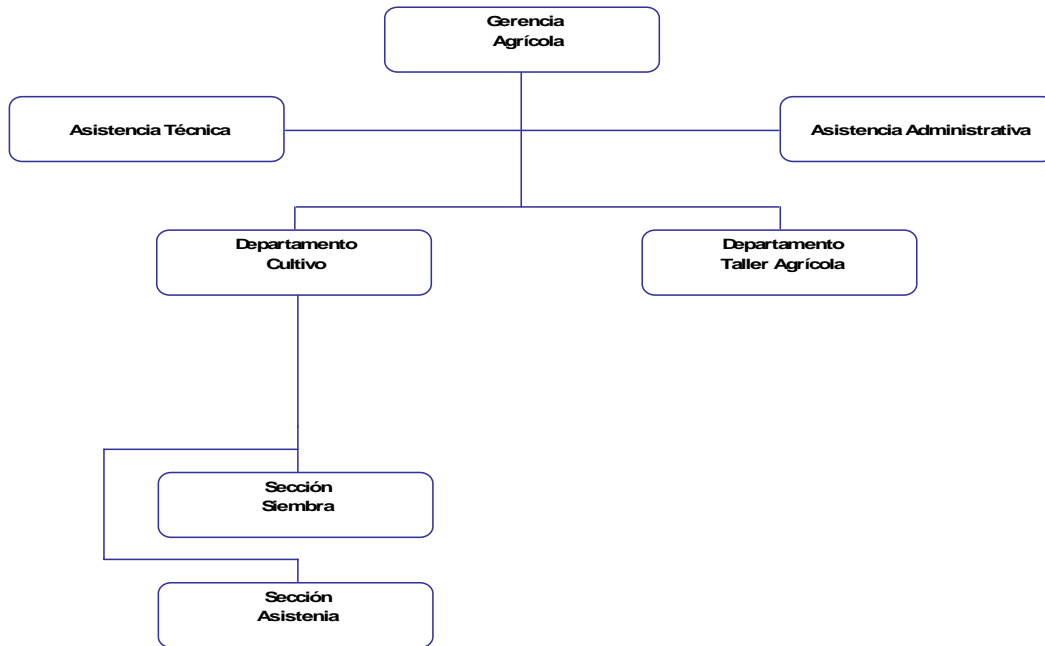 Gerencia
Agrícola
Asistencia Técnica
Asistencia Administrativa
Departamento
Cultivo
Departamento
Taller Agrícola
Sección
Siembra
Sección
Asistenia